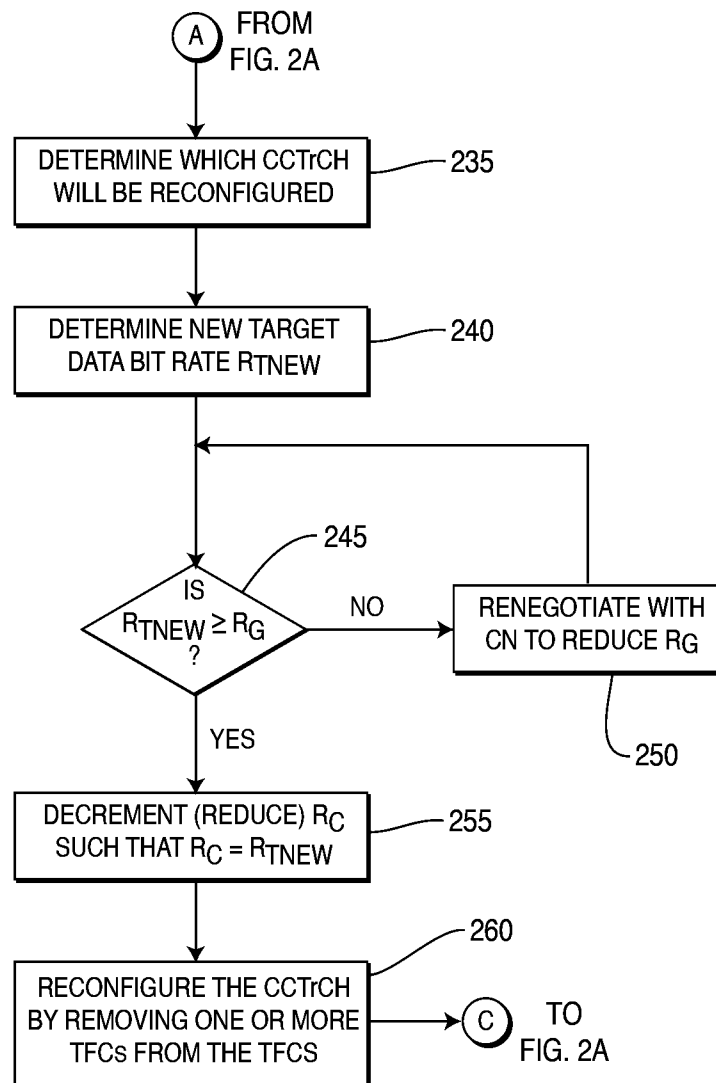 A
FROM
FIG. 2A
DETERMINE WHICH CCTrCH
WILL BE RECONFIGURED
235
DETERMINE NEW TARGET
DATA BIT RATE RTNEW
240
245
IS
RTNEW ≥ RG
?
NO
RENEGOTIATE WITH
CN TO REDUCE RG
250
YES
DECREMENT (REDUCE) RC
SUCH THAT RC = RTNEW
255
260
RECONFIGURE THE CCTrCH
BY REMOVING ONE OR MORE
TFCs FROM THE TFCS
C
TO
FIG. 2A